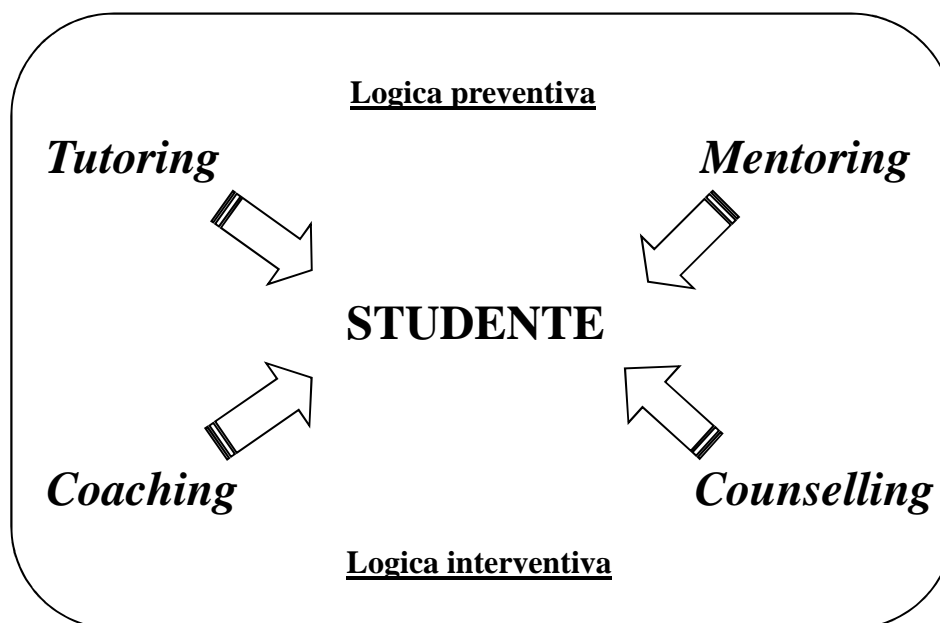 Logica preventiva
Tutoring
Mentoring
STUDENTE
Coaching
Counselling
Logica interventiva